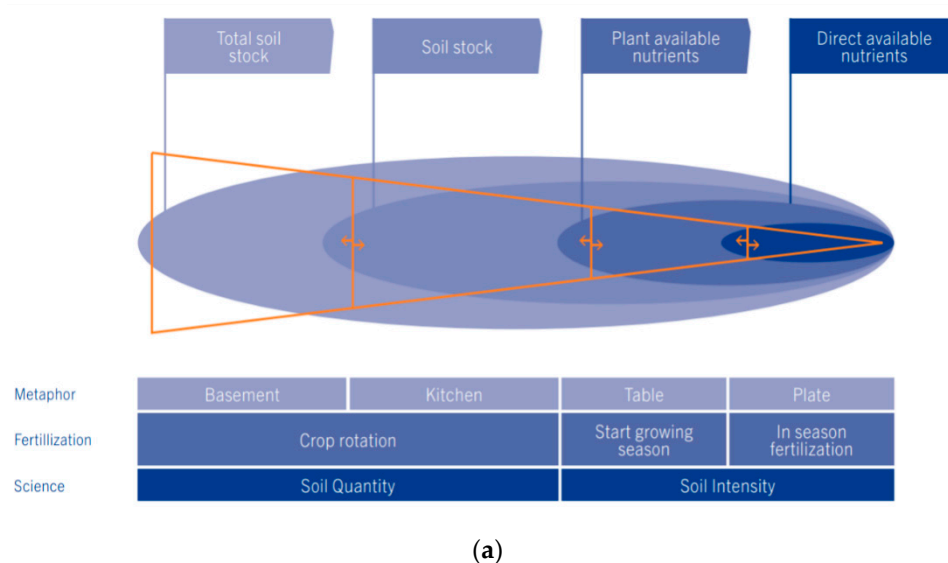 Total soil
stock
Soil stock
Plant available
nutrients
Direct available
nutrients
Metaphor
Basement
Kitchen
Table
Plate
Fertillization
Crop rotation
Start growing
season
In season
fertilization
Science
Soil Quantity
Soil Intensity
(a)